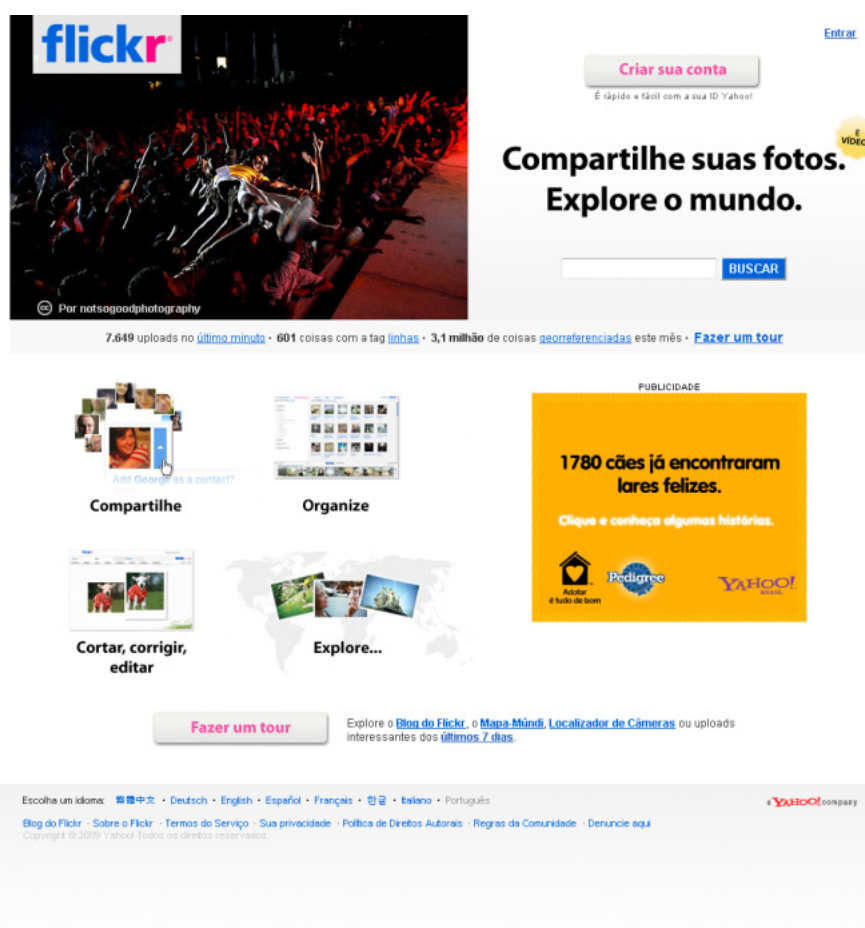 flickr
Entrar
Criar sua conta
É rápido e fácil com a sua ID Yahoo!
E
VÍDEO
Compartilhe suas fotos.
Explore o mundo.
BUSCAR
Por notsogoodphotography
7.649 uploads no último minuto · 601 coisas com a tag linhas · 3,1 milhão de coisas georreferenciadas este mês · Fazer um tour
PUBLICIDADE
Add George as a contact?
Compartilhe
Organize
1780 cães já encontraram
lares felizes.
Clique e conheça algumas histórias.
Adotar
é tudo de bom
Pedigree
YAHOO!
BRASIL
Cortar, corrigir,
editar
Explore...
Fazer um tour
Explore o Blog do Flickr, o Mapa-Múndi, Localizador de Câmeras ou uploads
interessantes dos últimos 7 dias.
Escolha um idioma: 繁體中文 · Deutsch · English · Español · Français · 한글 · Italiano · Português
a YAHOO! company
Blog do Flickr · Sobre o Flickr · Termos do Serviço · Sua privacidade · Política de Direitos Autorais · Regras da Comunidade · Denuncie aqui
Copyright © 2009 Yahoo! Todos os direitos reservados.